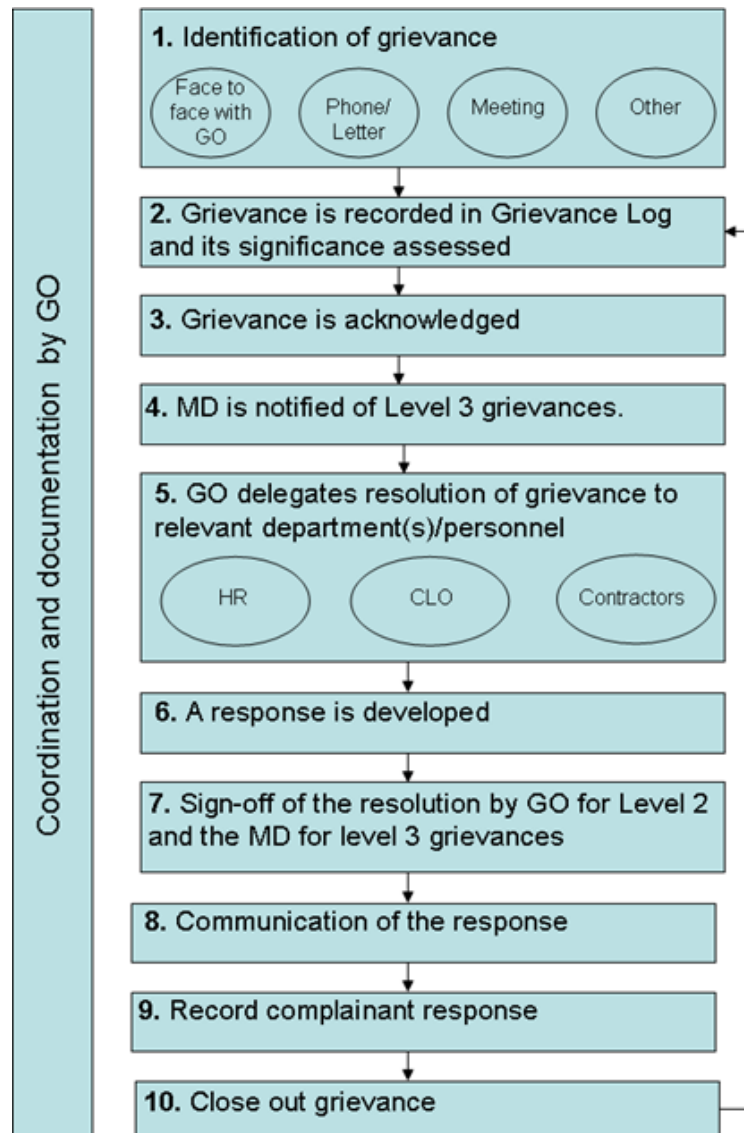 Coordination and documentation by GO
1. Identification of grievance
Face to
face with
GO
Phone/
Letter
Meeting
Other
2. Grievance is recorded in Grievance Log
and its significance assessed
3. Grievance is acknowledged
4. MD is notified of Level 3 grievances.
5. GO delegates resolution of grievance to
relevant department(s)/personnel
HR
CLO
Contractors
6. A response is developed
7. Sign-off of the resolution by GO for Level 2
and the MD for level 3 grievances
8. Communication of the response
9. Record complainant response
10. Close out grievance